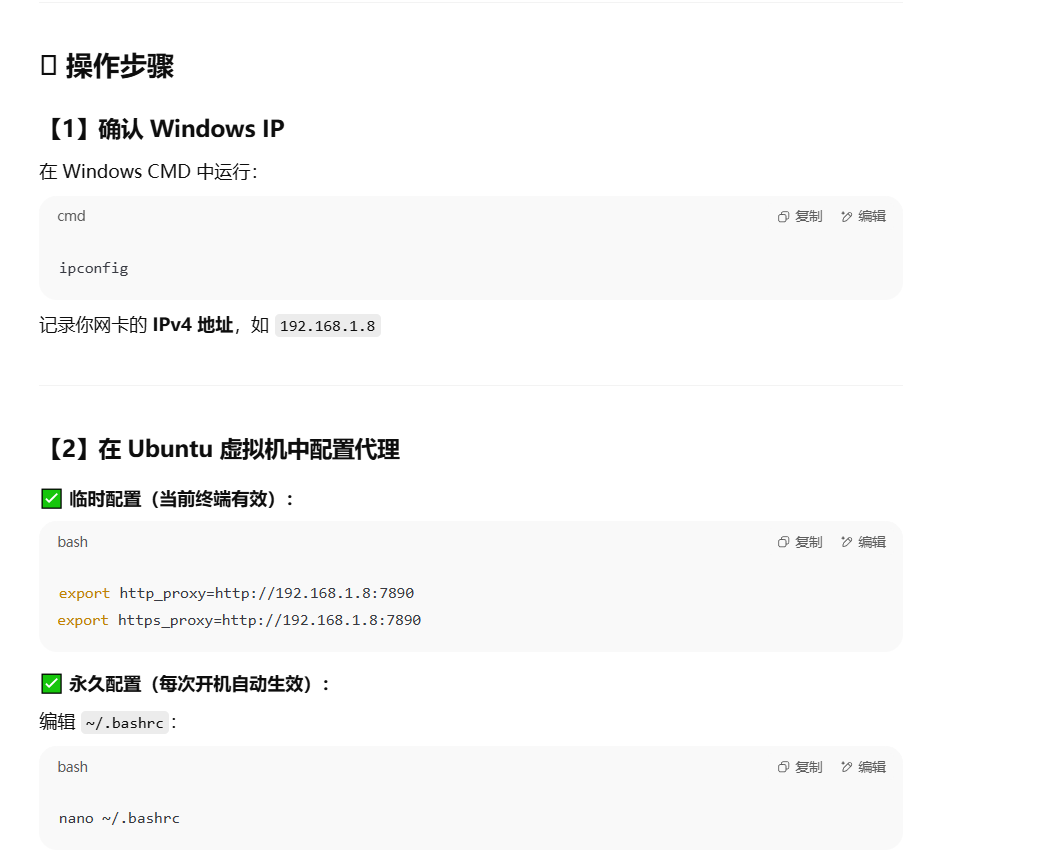 操作步骤
【1】确认 Windows IP
在 Windows CMD 中运行：
cmd 复制 编辑
ipconfig
记录你网卡的 IPv4 地址，如 192.168.1.8
【2】在 Ubuntu 虚拟机中配置代理
✅ 临时配置（当前终端有效）：
bash 复制 编辑
export http_proxy=http://192.168.1.8:7890
export https_proxy=http://192.168.1.8:7890
✅ 永久配置（每次开机自动生效）：
编辑 ~/.bashrc：
bash 复制 编辑
nano ~/.bashrc